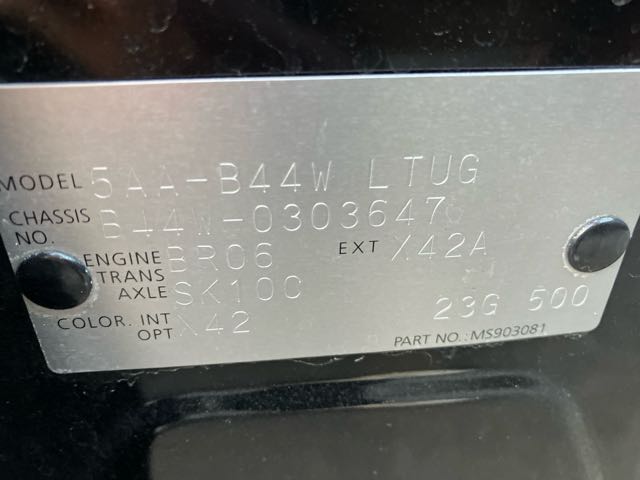 MODEL 5AA-B44W LTUG
CHASSIS NO. B44W-0303647
ENGINE BR06 EXT X42A
TRANS AXLE SK10C
COLOR. INT X42 23G 500
OPT
PART NO.:MS903081